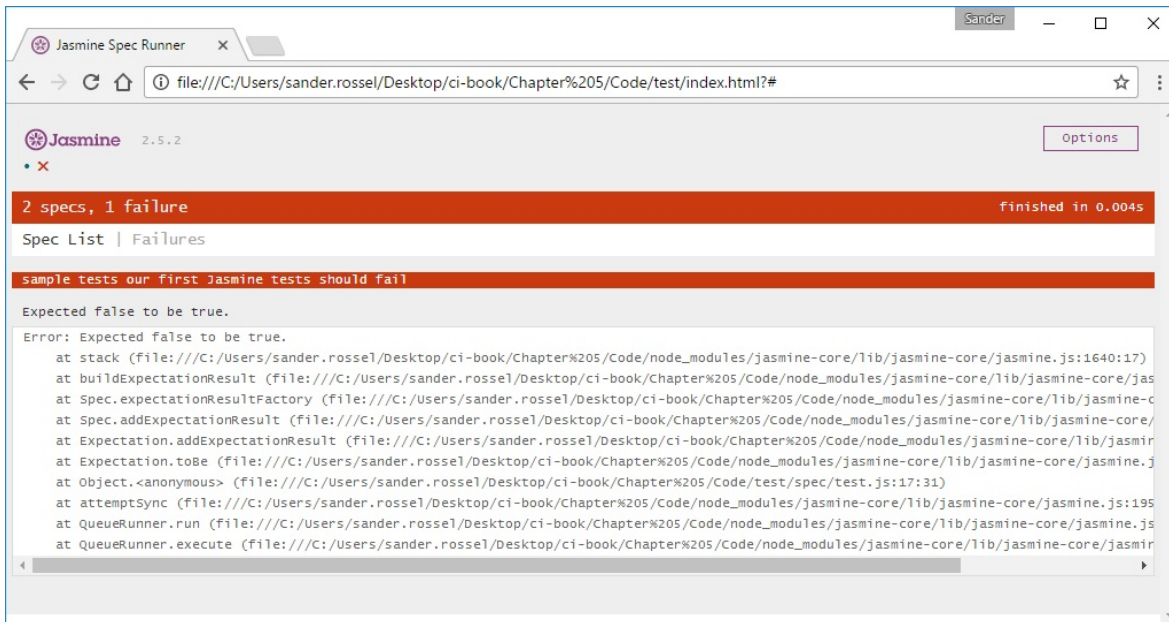 Sander
Jasmine Spec Runner
file:///C:/Users/sander.rossel/Desktop/ci-book/Chapter%205/Code/test/index.html?#
Jasmine 2.5.2
Options
2 specs, 1 failure finished in 0.004s
Spec List | Failures
sample tests our first Jasmine tests should fail
Expected false to be true.
Error: Expected false to be true.
at stack (file:///C:/Users/sander.rossel/Desktop/ci-book/Chapter%205/Code/node_modules/jasmine-core/lib/jasmine-core/jasmine.js:1640:17)
at buildExpectationResult (file:///C:/Users/sander.rossel/Desktop/ci-book/Chapter%205/Code/node_modules/jasmine-core/lib/jasmine-core/jas
at Spec.expectationResultFactory (file:///C:/Users/sander.rossel/Desktop/ci-book/Chapter%205/Code/node_modules/jasmine-core/lib/jasmine-c
at Spec.addExpectationResult (file:///C:/Users/sander.rossel/Desktop/ci-book/Chapter%205/Code/node_modules/jasmine-core/lib/jasmine-core/
at Expectation.addExpectationResult (file:///C:/Users/sander.rossel/Desktop/ci-book/Chapter%205/Code/node_modules/jasmine-core/lib/jasmin
at Expectation.toBe (file:///C:/Users/sander.rossel/Desktop/ci-book/Chapter%205/Code/node_modules/jasmine-core/lib/jasmine-core/jasmine.j
at Object.<anonymous> (file:///C:/Users/sander.rossel/Desktop/ci-book/Chapter%205/Code/test/spec/test.js:17:31)
at attemptSync (file:///C:/Users/sander.rossel/Desktop/ci-book/Chapter%205/Code/node_modules/jasmine-core/lib/jasmine-core/jasmine.js:195
at QueueRunner.run (file:///C:/Users/sander.rossel/Desktop/ci-book/Chapter%205/Code/node_modules/jasmine-core/lib/jasmine-core/jasmine.js
at QueueRunner.execute (file:///C:/Users/sander.rossel/Desktop/ci-book/Chapter%205/Code/node_modules/jasmine-core/lib/jasmine-core/jasmin